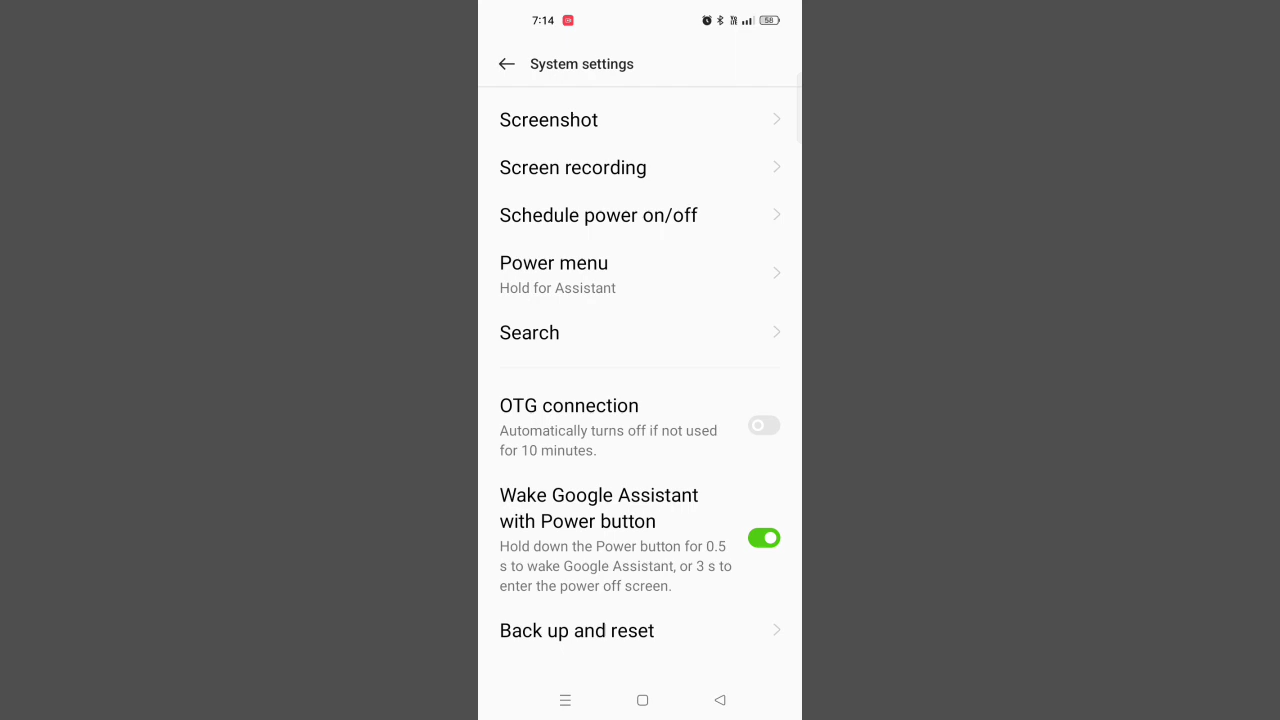 7:14
58
System settings
Screenshot
Screen recording
Schedule power on/off
Power menu
Hold for Assistant
Search
OTG connection
Automatically turns off if not used
for 10 minutes.
Wake Google Assistant
with Power button
Hold down the Power button for 0.5
s to wake Google Assistant, or 3 s to
enter the power off screen.
Back up and reset